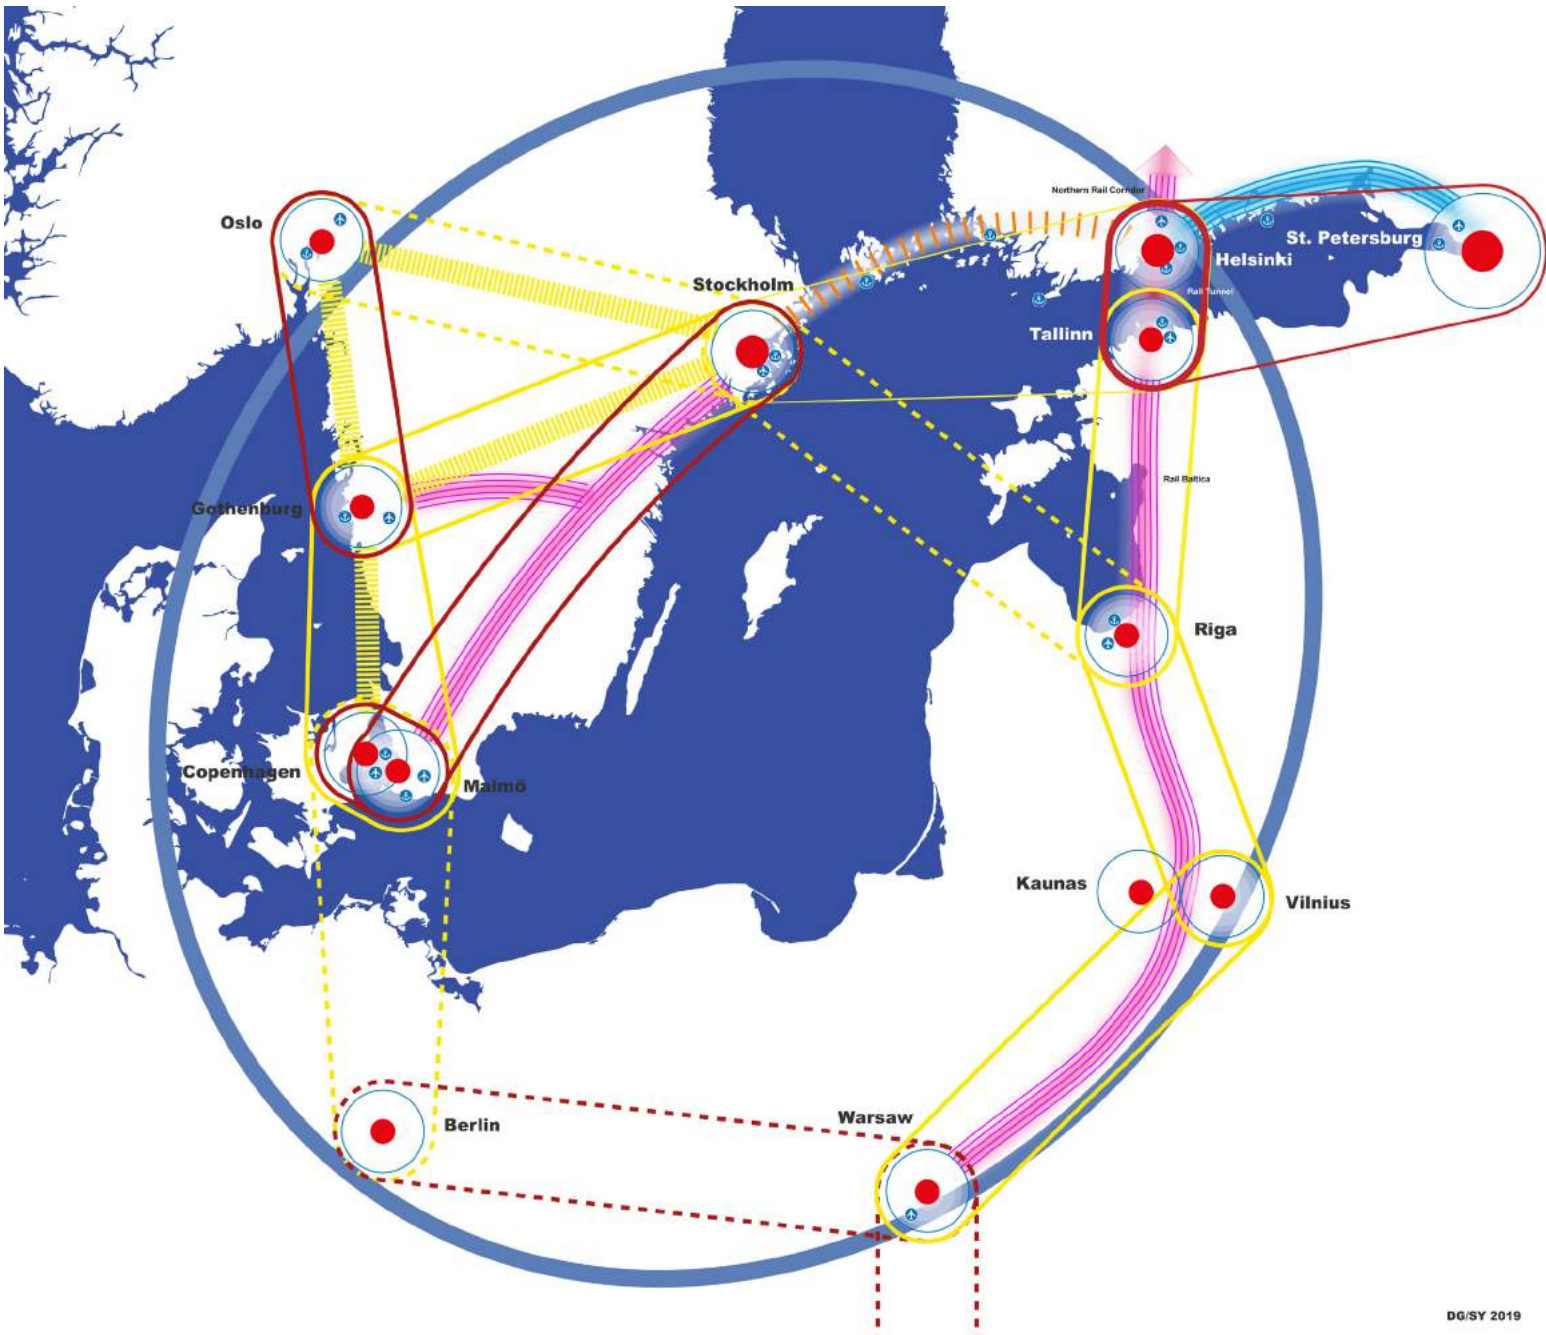 Northern Rail Corridor
Oslo
St. Petersburg
Helsinki
Stockholm
Rail Tunnel
Tallinn
Rail Baltica
Gothenburg
Riga
Copenhagen
Malmö
Kaunas
Vilnius
Warsaw
Berlin
DG/SY 2019